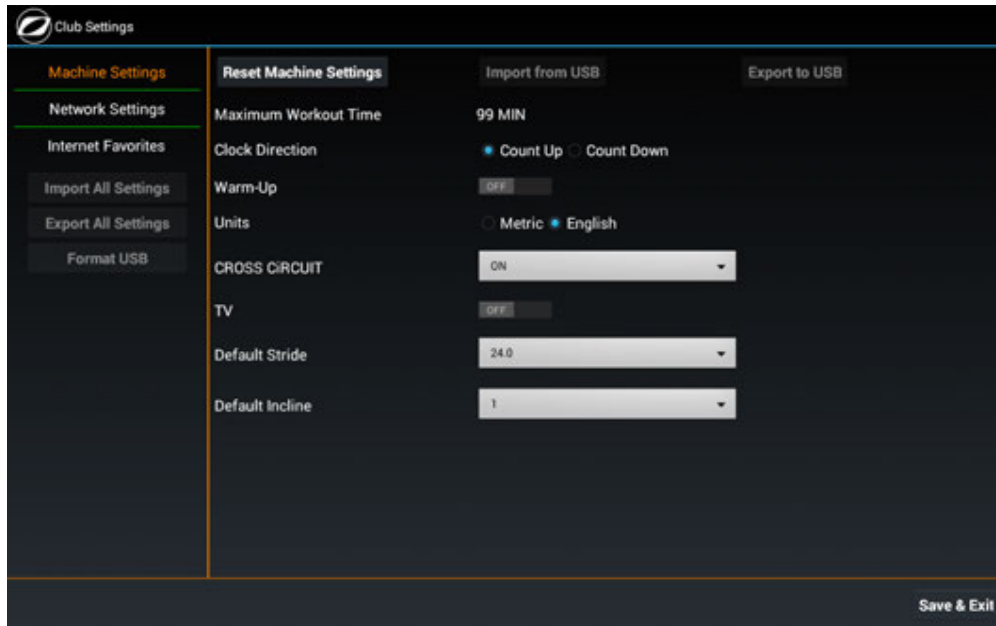 Club Settings
Machine Settings
Network Settings
Internet Favorites
Import All Settings
Export All Settings
Format USB
Reset Machine Settings Import from USB Export to USB
Maximum Workout Time 99 MIN
Clock Direction Count Up Count Down
Warm-Up OFF
Units Metric English
CROSS CiRCUIT ON
TV OFF
Default Stride 24.0
Default Incline 1
Save & Exit